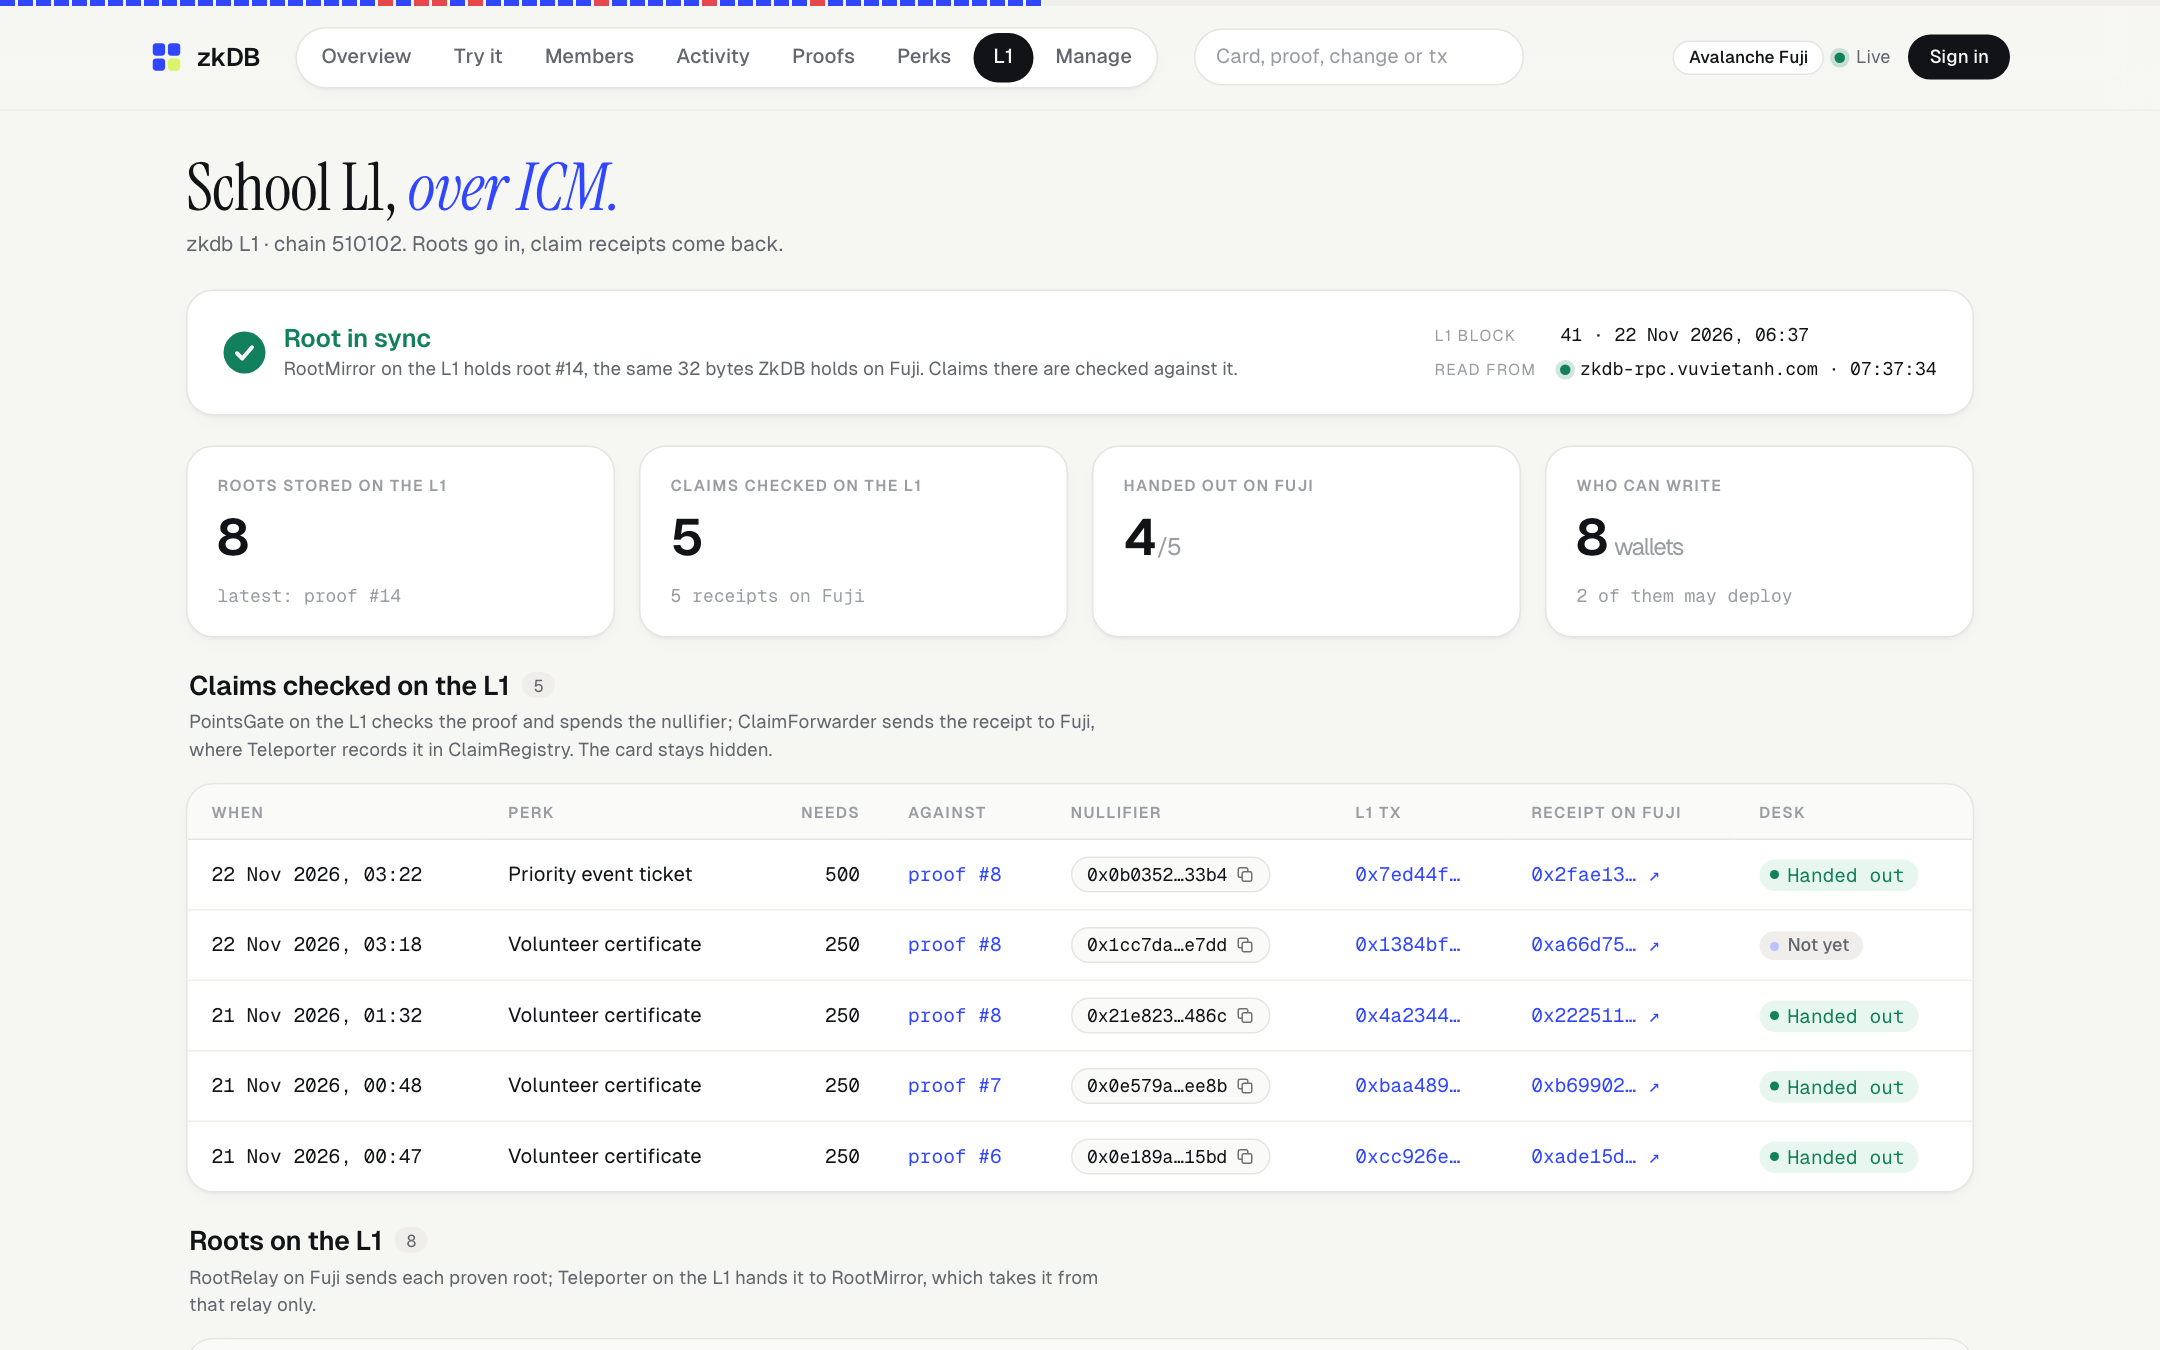 zkDB
Overview Try it Members Activity Proofs Perks L1 Manage
Card, proof, change or tx
Avalanche Fuji Live Sign in
School L1, over ICM.
zkdb L1 · chain 510102. Roots go in, claim receipts come back.
Root in sync
RootMirror on the L1 holds root #14, the same 32 bytes ZkDB holds on Fuji. Claims there are checked against it.
L1 BLOCK 41 · 22 Nov 2026, 06:37
READ FROM zkdb-rpc.vuvietanh.com · 07:37:34
ROOTS STORED ON THE L1
8
latest: proof #14
CLAIMS CHECKED ON THE L1
5
5 receipts on Fuji
HANDED OUT ON FUJI
4/5
WHO CAN WRITE
8 wallets
2 of them may deploy
Claims checked on the L1 5
PointsGate on the L1 checks the proof and spends the nullifier; ClaimForwarder sends the receipt to Fuji,
where Teleporter records it in ClaimRegistry. The card stays hidden.
WHEN PERK NEEDS AGAINST NULLIFIER L1 TX RECEIPT ON FUJI DESK
22 Nov 2026, 03:22 Priority event ticket 500 proof #8 0x0b0352…33b4 0x7ed44f… 0x2fae13… ↗ Handed out
22 Nov 2026, 03:18 Volunteer certificate 250 proof #8 0x1cc7da…e7dd 0x1384bf… 0xa66d75… ↗ Not yet
21 Nov 2026, 01:32 Volunteer certificate 250 proof #8 0x21e823…486c 0x4a2344… 0x222511… ↗ Handed out
21 Nov 2026, 00:48 Volunteer certificate 250 proof #7 0x0e579a…ee8b 0xbaa489… 0xb69902… ↗ Handed out
21 Nov 2026, 00:47 Volunteer certificate 250 proof #6 0x0e189a…15bd 0xcc926e… 0xade15d… ↗ Handed out
Roots on the L1 8
RootRelay on Fuji sends each proven root; Teleporter on the L1 hands it to RootMirror, which takes it from
that relay only.